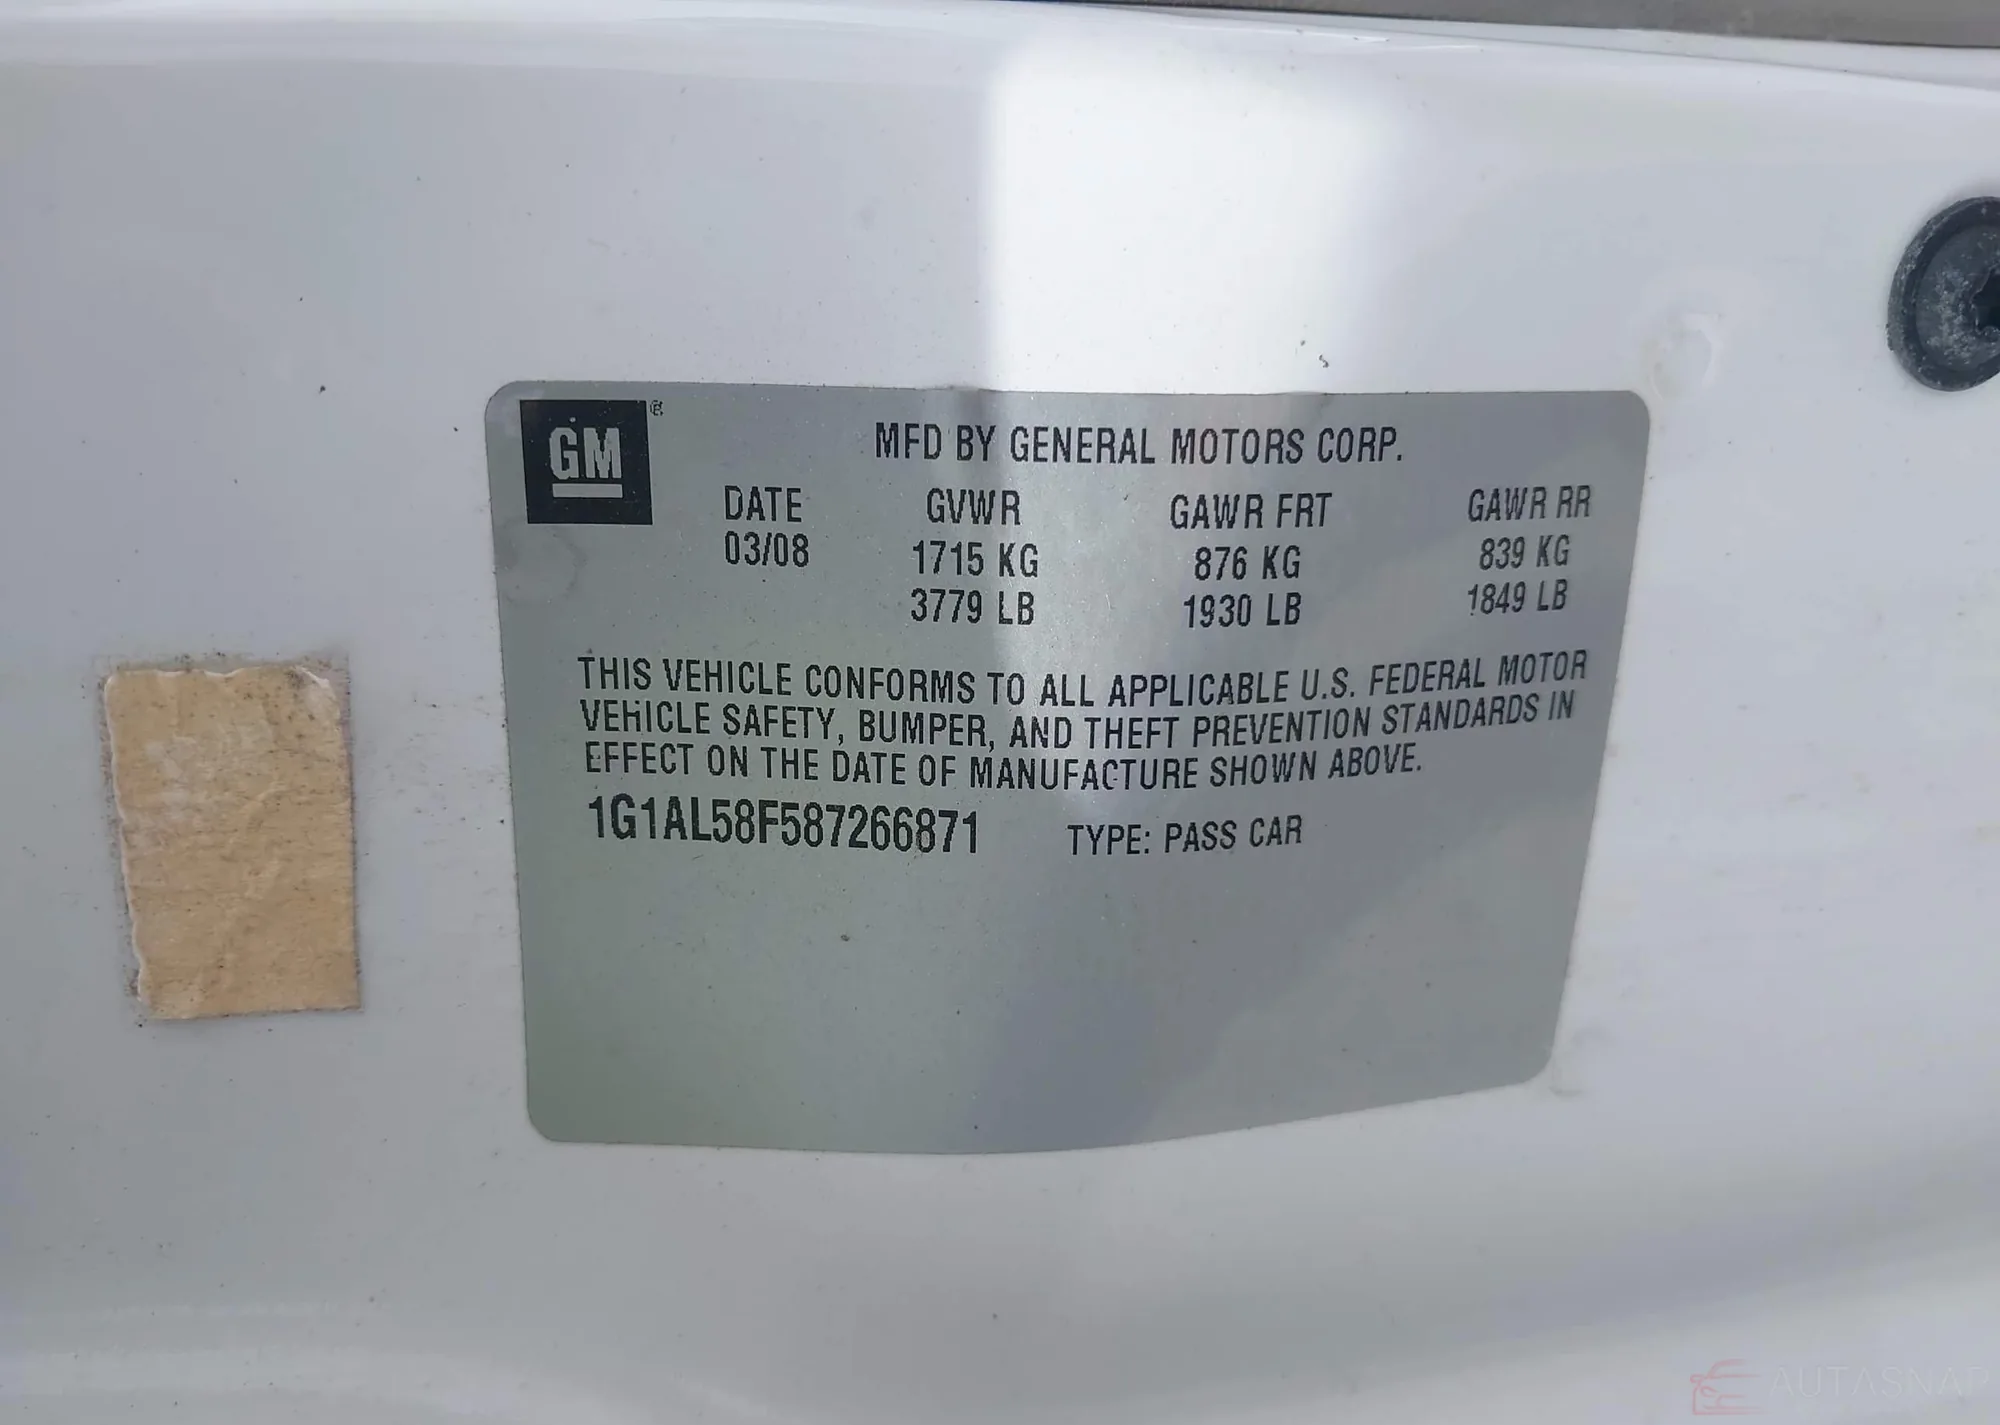 GM ®
MFD BY GENERAL MOTORS CORP.
DATE GVWR GAWR FRT GAWR RR
03/08 1715 KG 876 KG 839 KG
3779 LB 1930 LB 1849 LB
THIS VEHICLE CONFORMS TO ALL APPLICABLE U.S. FEDERAL MOTOR
VEHICLE SAFETY, BUMPER, AND THEFT PREVENTION STANDARDS IN
EFFECT ON THE DATE OF MANUFACTURE SHOWN ABOVE.
1G1AL58F587266871 TYPE: PASS CAR
AUTASNAP